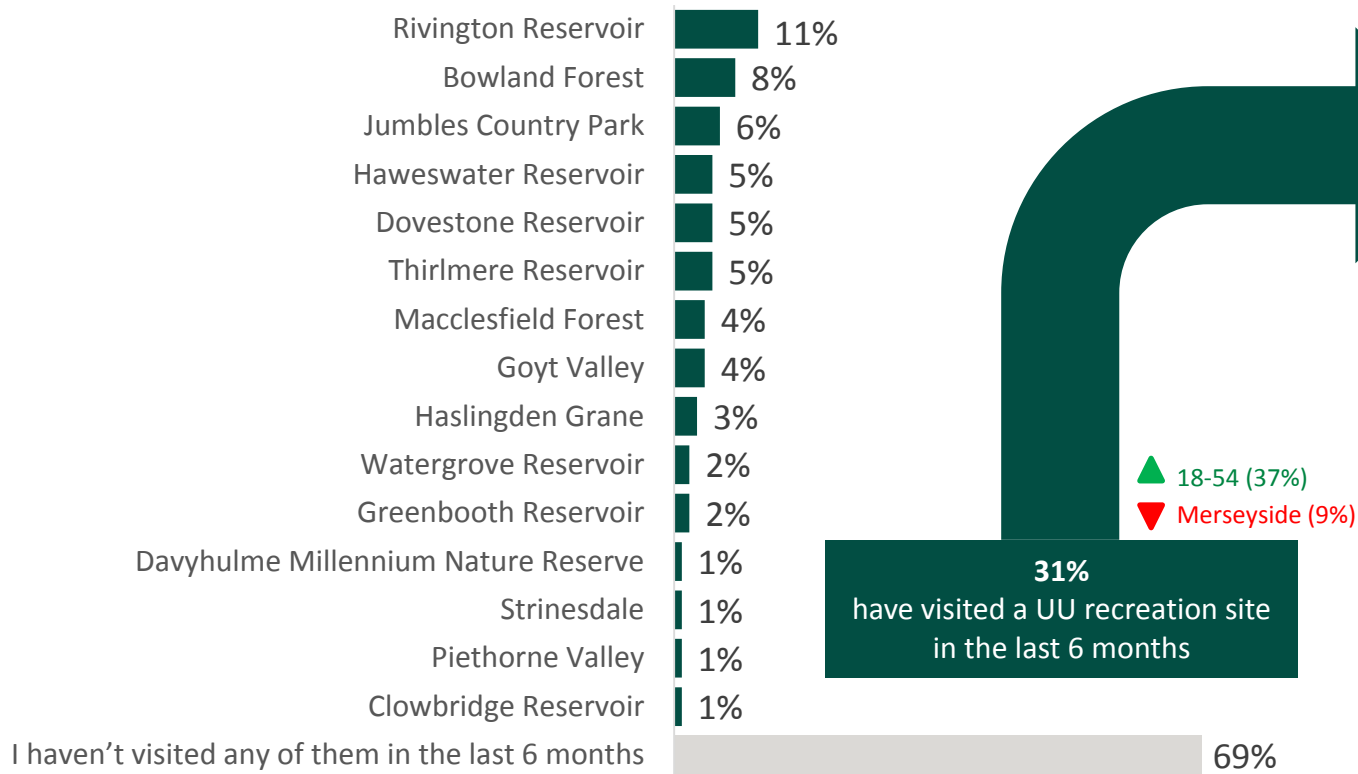 Rivington Reservoir 11%
Bowland Forest 8%
Jumbles Country Park 6%
Haweswater Reservoir 5%
Dovestone Reservoir 5%
Thirlmere Reservoir 5%
Macclesfield Forest 4%
Goyt Valley 4%
Haslingden Grane 3%
Watergrove Reservoir 2%
Greenbooth Reservoir 2%
Davyhulme Millennium Nature Reserve 1%
Strinesdale 1%
Piethorne Valley 1%
Clowbridge Reservoir 1%
I haven't visited any of them in the last 6 months 69%
18-54 (37%)
Merseyside (9%)
31%
have visited a UU recreation site
in the last 6 months